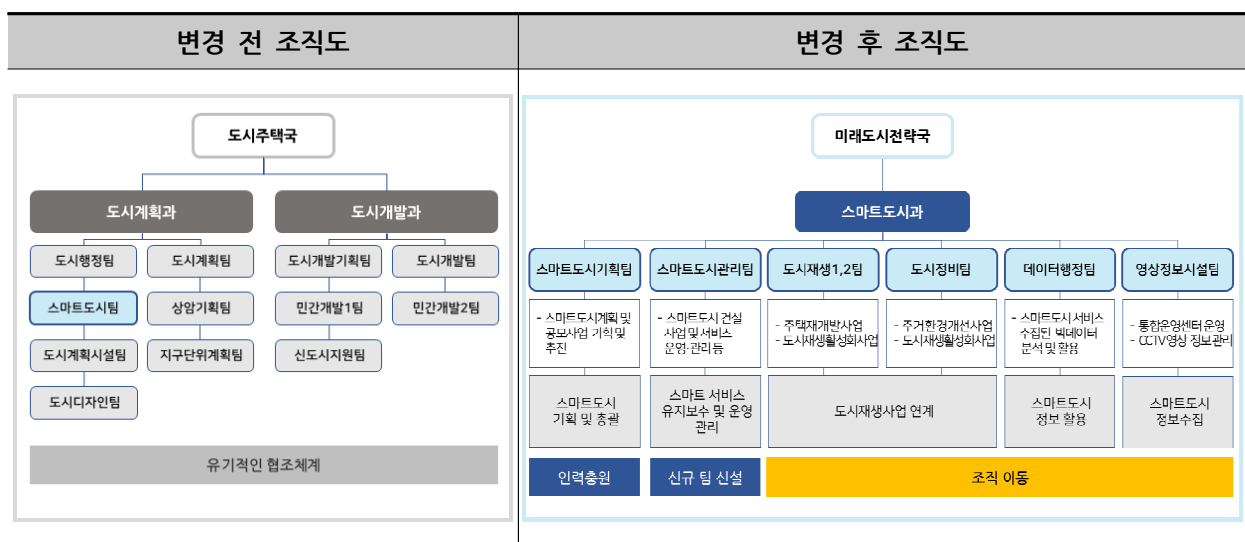 변경 전 조직도
변경 후 조직도
도시주택국
도시계획과
도시개발과
도시행정팀
도시계획팀
도시개발기획팀
도시개발팀
스마트도시팀
상암기획팀
민간개발1팀
민간개발2팀
도시계획시설팀
지구단위계획팀
신도시지원팀
도시디자인팀
유기적인 협조체계
미래도시전략국
스마트도시과
스마트도시기획팀
스마트도시관리팀
도시재생1,2팀
도시정비팀
데이터행정팀
영상정보시설팀
- 스마트도시계획 및
공모사업 기획 및
추진
- 스마트도시 건설
사업 및 서비스
운영·관리 등
- 주택재개발사업
- 도시재생활성화사업
- 주거환경개선사업
- 도시재생활성화사업
- 스마트도시 서비스
수집된 빅데이터
분석 및 활용
- 통합운영센터 운영
- CCTV영상 정보관리
스마트도시
기획 및 총괄
스마트 서비스
유지보수 및 운영
관리
도시재생사업 연계
스마트도시
정보 활용
스마트도시
정보수집
인력충원
신규 팀 신설
조직 이동